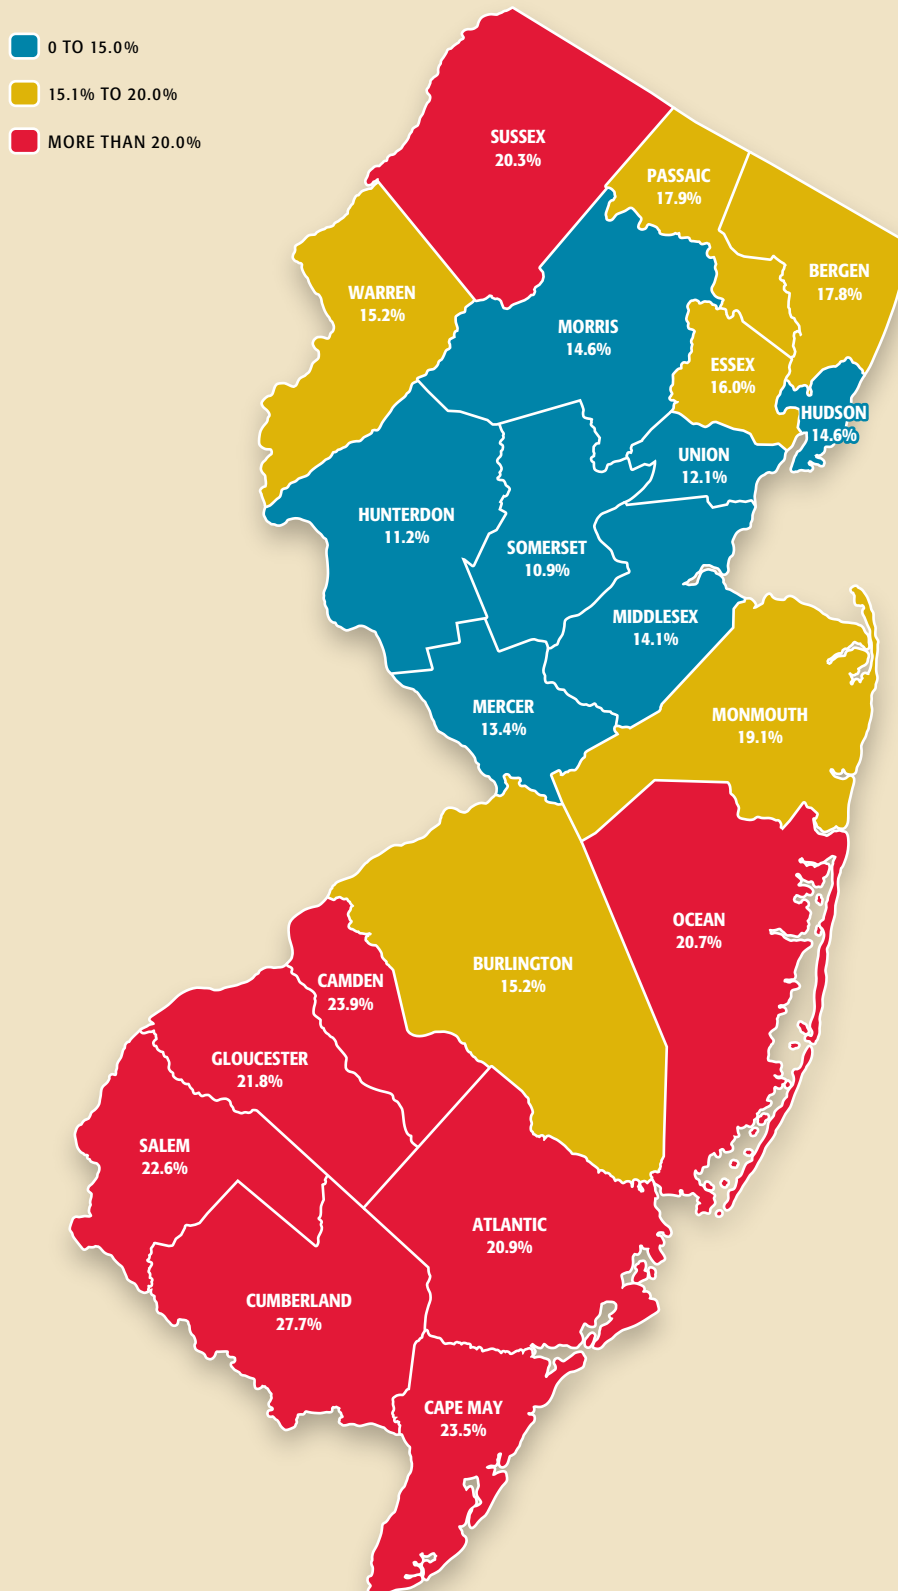 0 TO 15.0%
15.1% TO 20.0%
MORE THAN 20.0%
SUSSEX
20.3%
PASSAIC
17.9%
BERGEN
17.8%
WARREN
15.2%
MORRIS
14.6%
ESSEX
16.0%
HUDSON
14.6%
UNION
12.1%
HUNTERDON
11.2%
SOMERSET
10.9%
MIDDLESEX
14.1%
MERCER
13.4%
MONMOUTH
19.1%
OCEAN
20.7%
BURLINGTON
15.2%
CAMDEN
23.9%
GLOUCESTER
21.8%
SALEM
22.6%
ATLANTIC
20.9%
CUMBERLAND
27.7%
CAPE MAY
23.5%